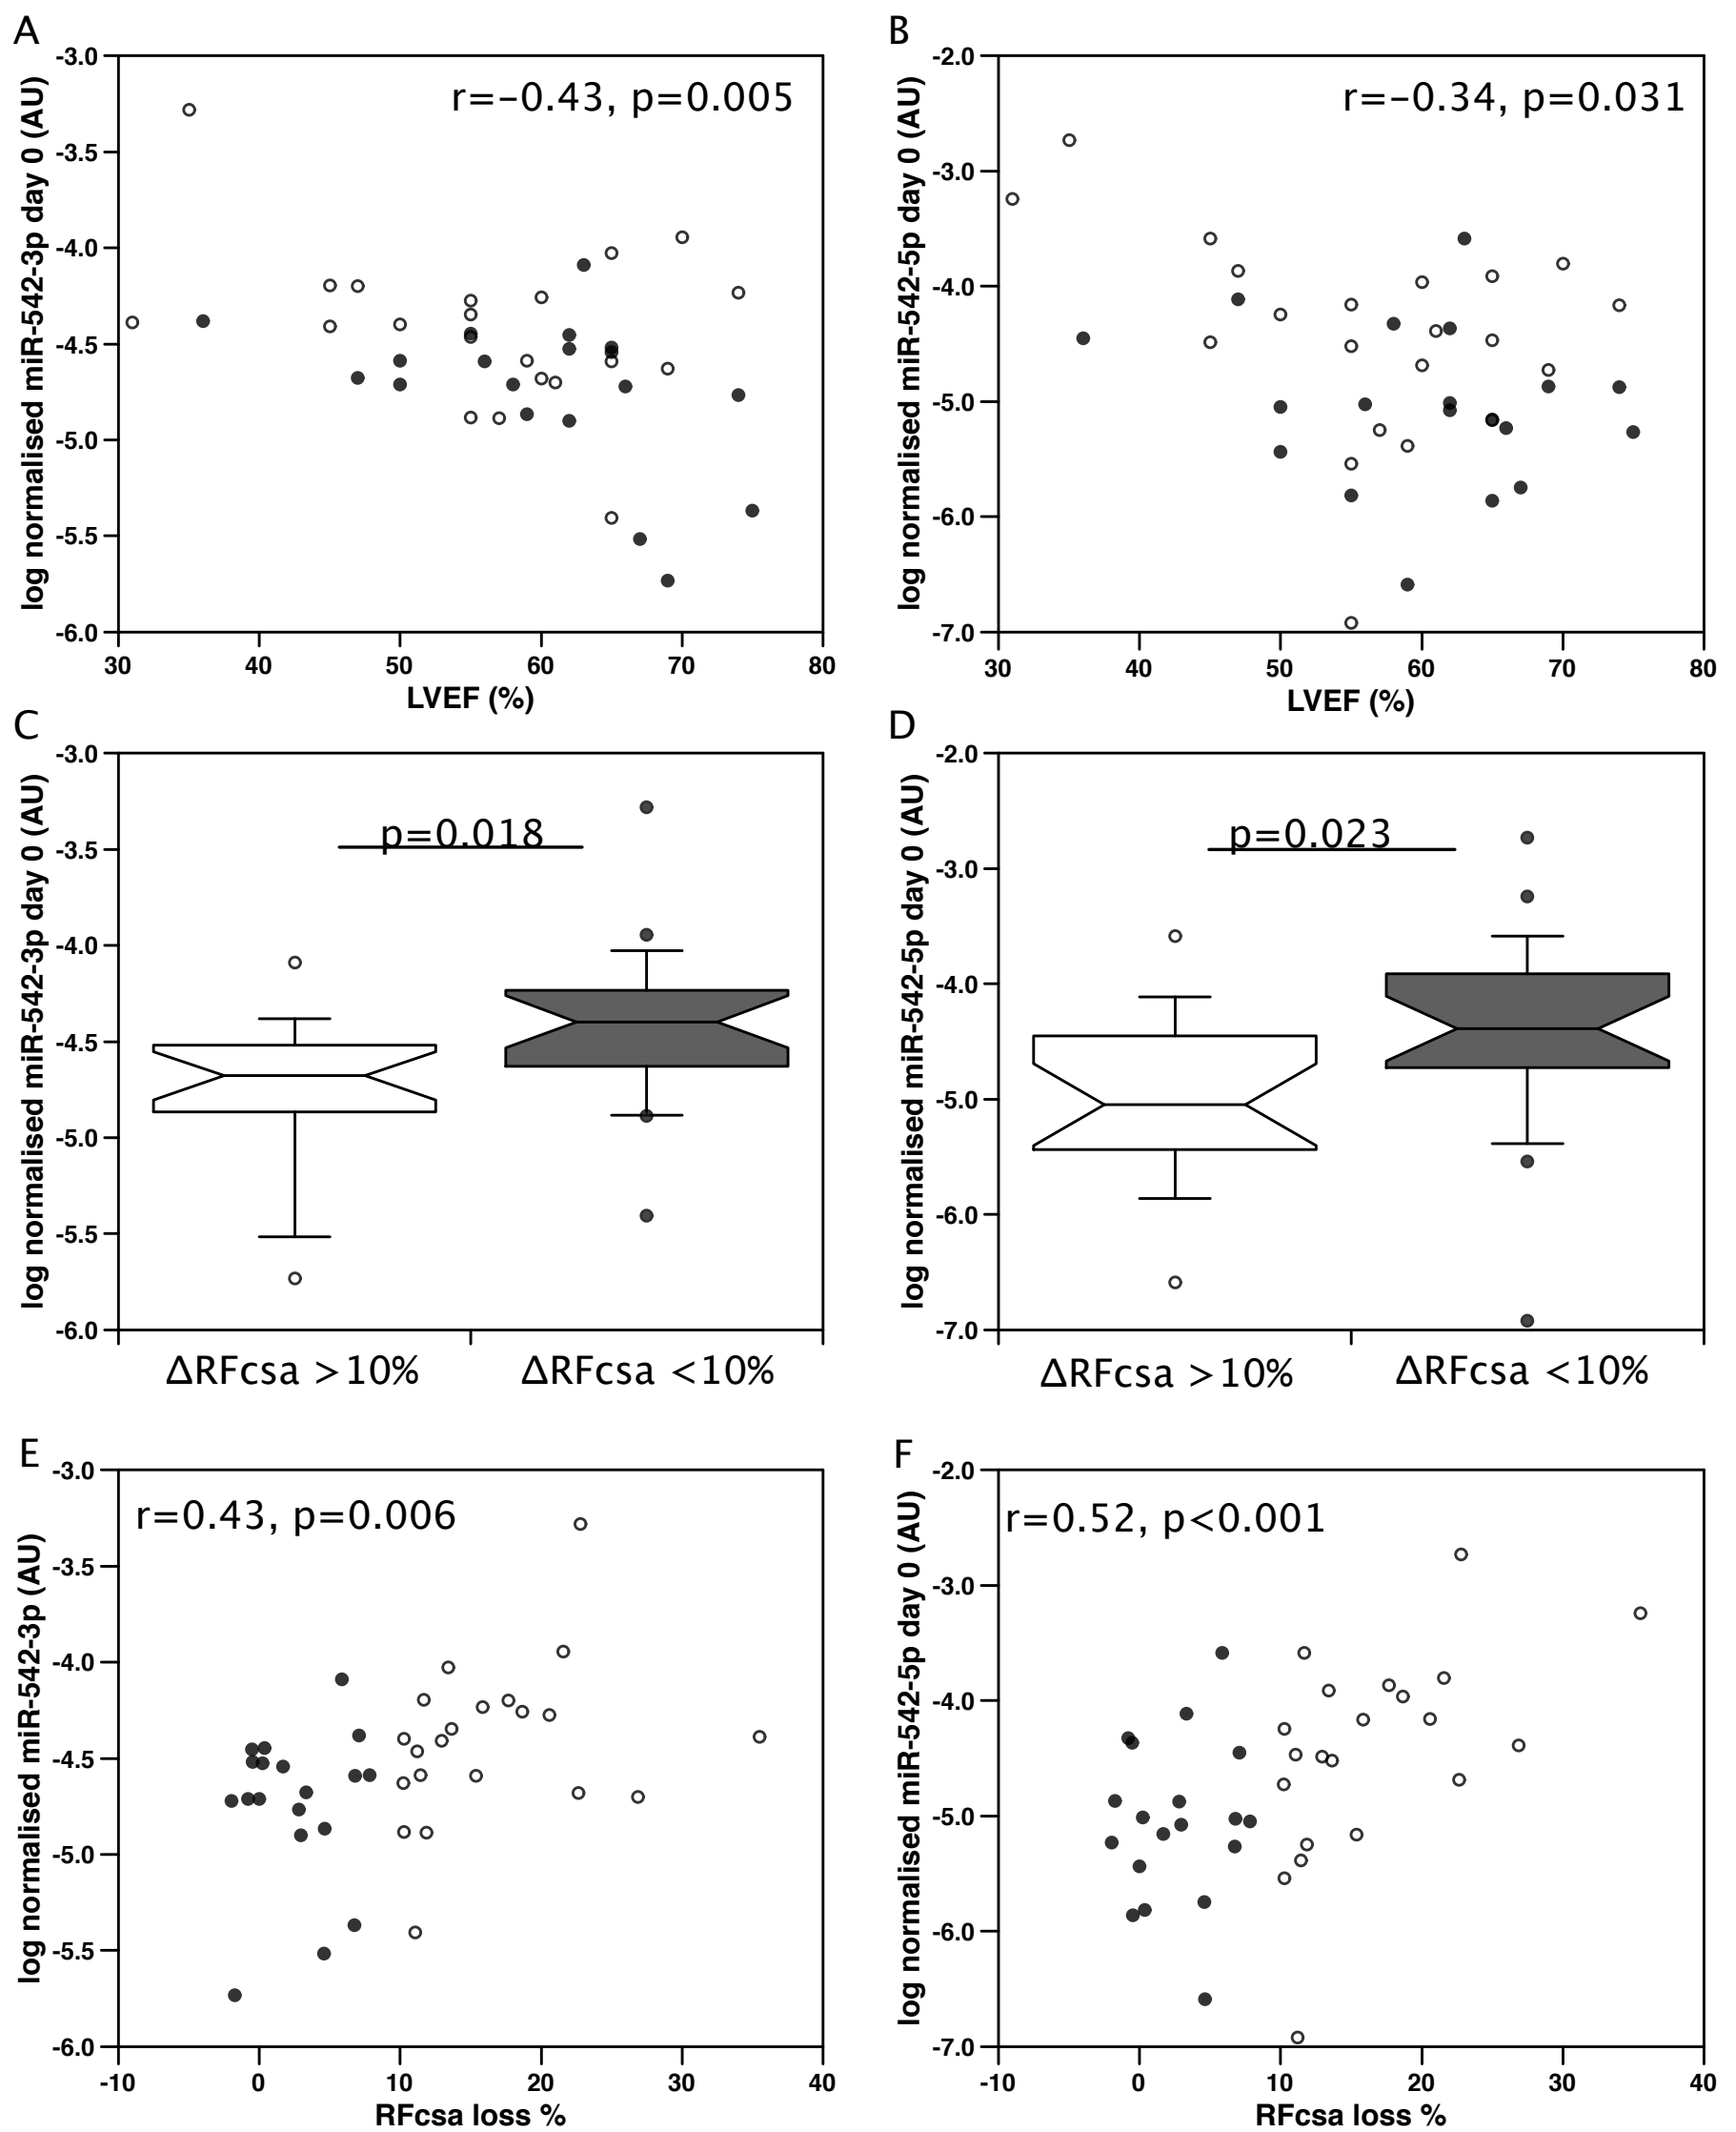 A
log normalised miR-542-3p day 0 (AU)
-3.0
-3.5
-4.0
-4.5
-5.0
-5.5
-6.0
r=−0.43, p=0.005
30 40 50 60 70 80
LVEF (%)
B
log normalised miR-542-5p day 0 (AU)
-2.0
-3.0
-4.0
-5.0
-6.0
-7.0
r=−0.34, p=0.031
30 40 50 60 70 80
LVEF (%)
C
log normalised miR-542-3p day 0 (AU)
-3.0
-3.5
-4.0
-4.5
-5.0
-5.5
-6.0
p=0.018
ΔRFcsa >10% ΔRFcsa <10%
D
log normalised miR-542-5p day 0 (AU)
-2.0
-3.0
-4.0
-5.0
-6.0
-7.0
p=0.023
ΔRFcsa >10% ΔRFcsa <10%
E
log normalised miR-542-3p (AU)
-3.0
-3.5
-4.0
-4.5
-5.0
-5.5
-6.0
r=0.43, p=0.006
-10 0 10 20 30 40
RFcsa loss %
F
log normalised miR-542-5p day 0 (AU)
-2.0
-3.0
-4.0
-5.0
-6.0
-7.0
r=0.52, p<0.001
-10 0 10 20 30 40
RFcsa loss %